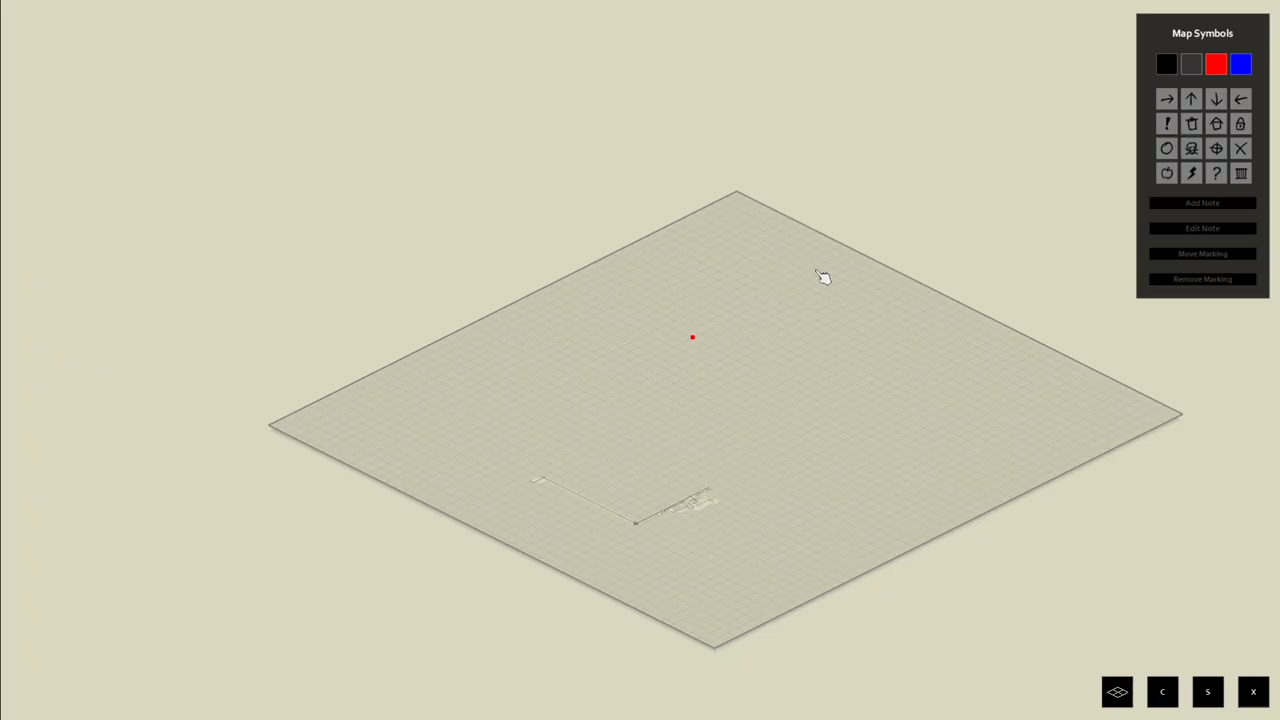 Map Symbols
Add Note
Edit Note
Move Marking
Remove Marking
C S X